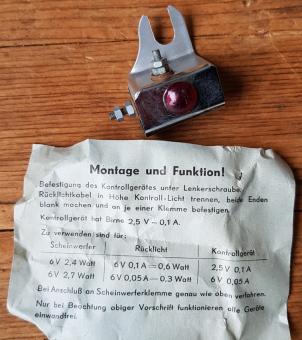 Montage und Funktion!
Befestigung des Kontrollgerätes unter Lenkerschraube.
Rücklichtkabel in Höhe Kontroll-Licht trennen, beide Enden
blank machen und an je einer Klemme befestigen.
Kontrollgerät hat Birne 2,5 V – 0,1 A.
Zu verwenden sind für:
Scheinwerfer Rücklicht Kontrollgerät
6 V 2,4 Watt 6 V 0,1 A = 0,6 Watt 2,5 V 0,1 A
6 V 2,7 Watt 6 V 0,05 A = 0,3 Watt 6 V 0,05 A
Bei Anschluß an Scheinwerferklemme genau wie oben verfahren.
Nur bei Beachtung obiger Vorschrift funktionieren alle Geräte
einwandfrei.